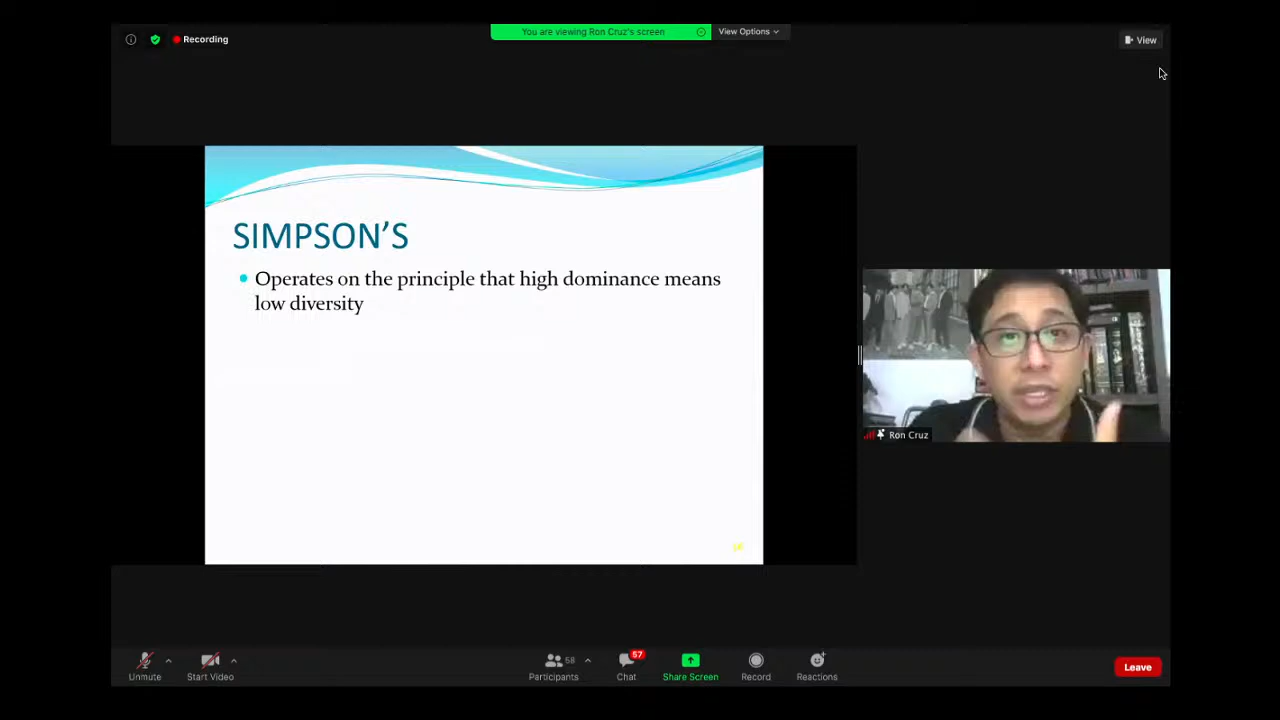 Recording
You are viewing Ron Cruz's screen
View Options
View
SIMPSON'S
Operates on the principle that high dominance means
low diversity
Ron Cruz
Unmute
Start Video
58
Participants
57
Chat
Share Screen
Record
Reactions
Leave